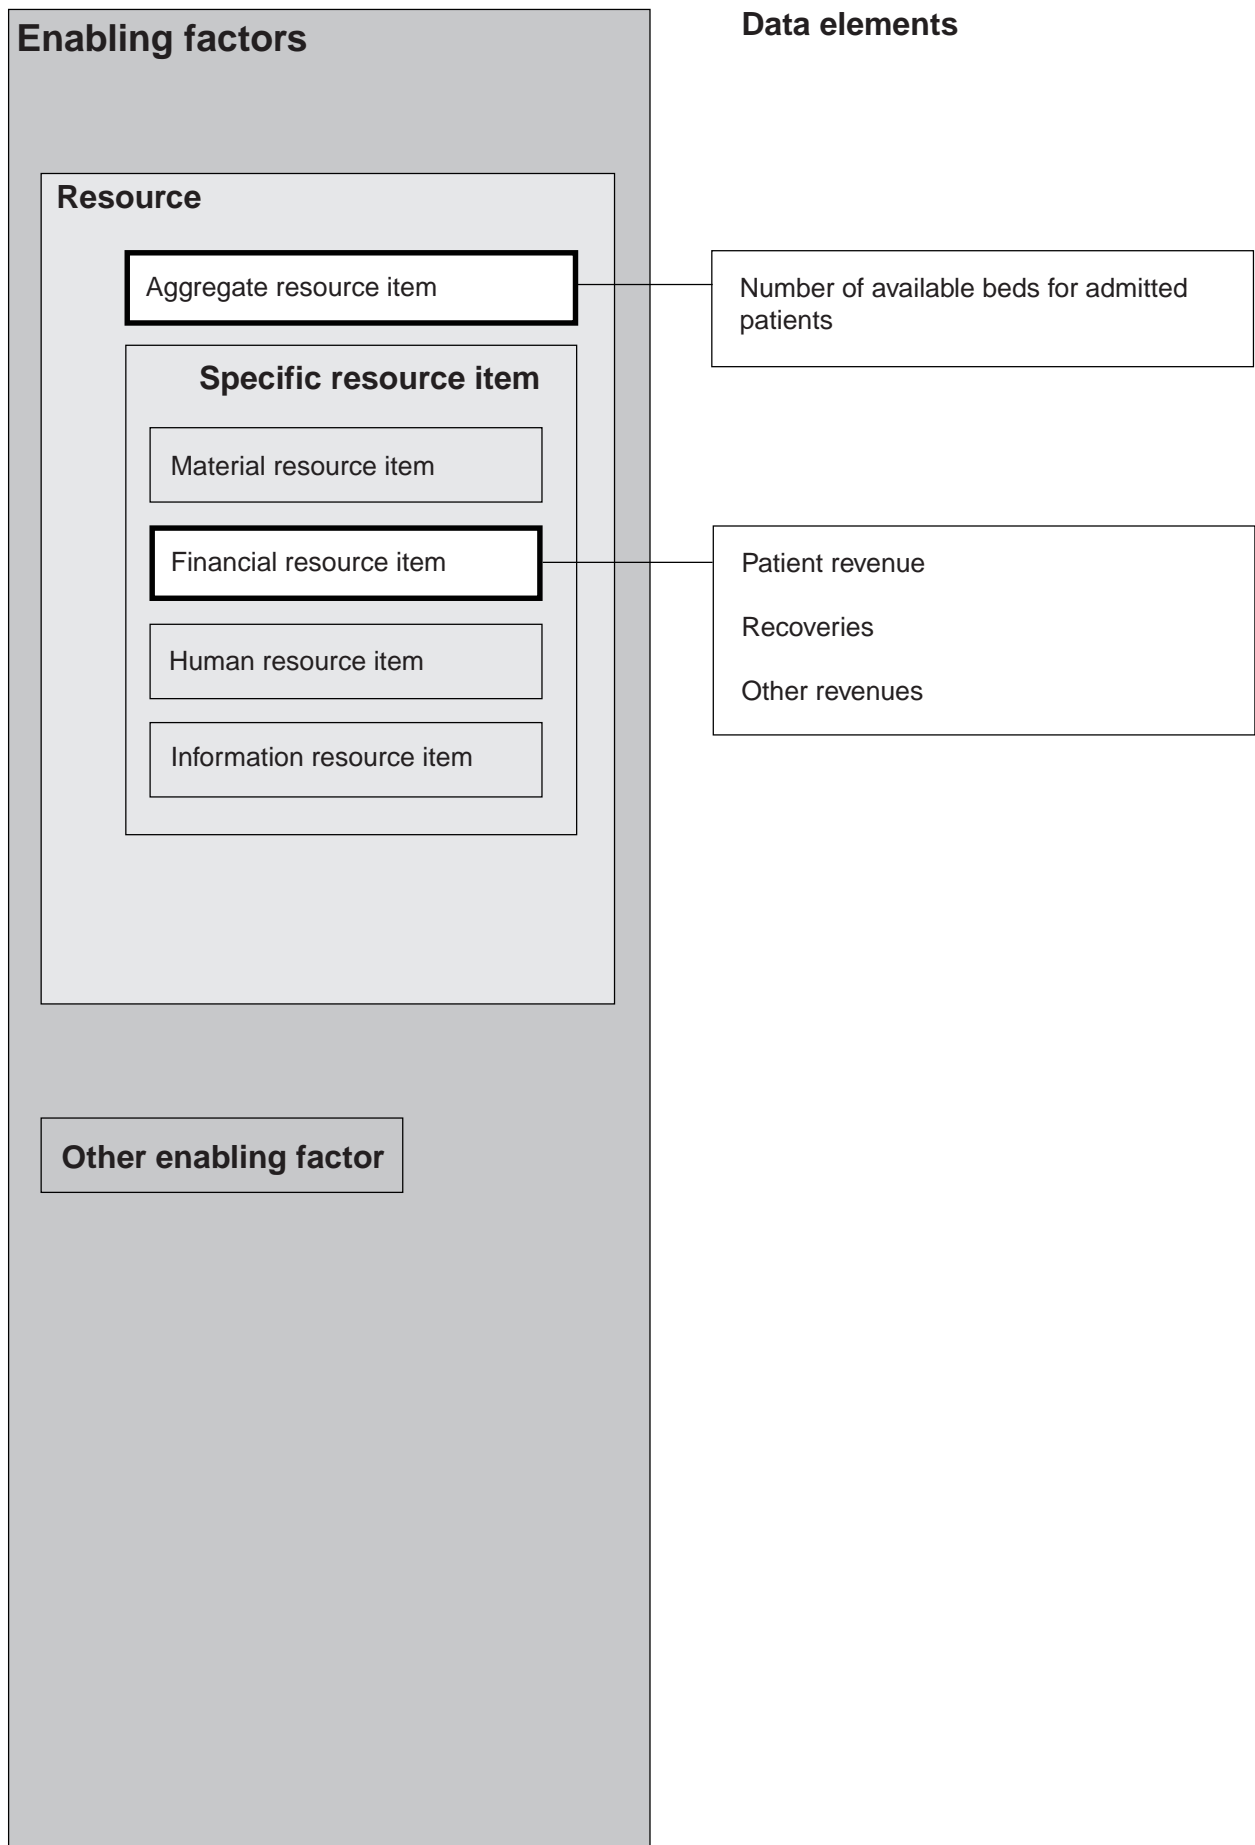 Enabling factors
Data elements
Resource
Aggregate resource item
Number of available beds for admitted
patients
Specific resource item
Material resource item
Financial resource item
Patient revenue
Recoveries
Other revenues
Human resource item
Information resource item
Other enabling factor